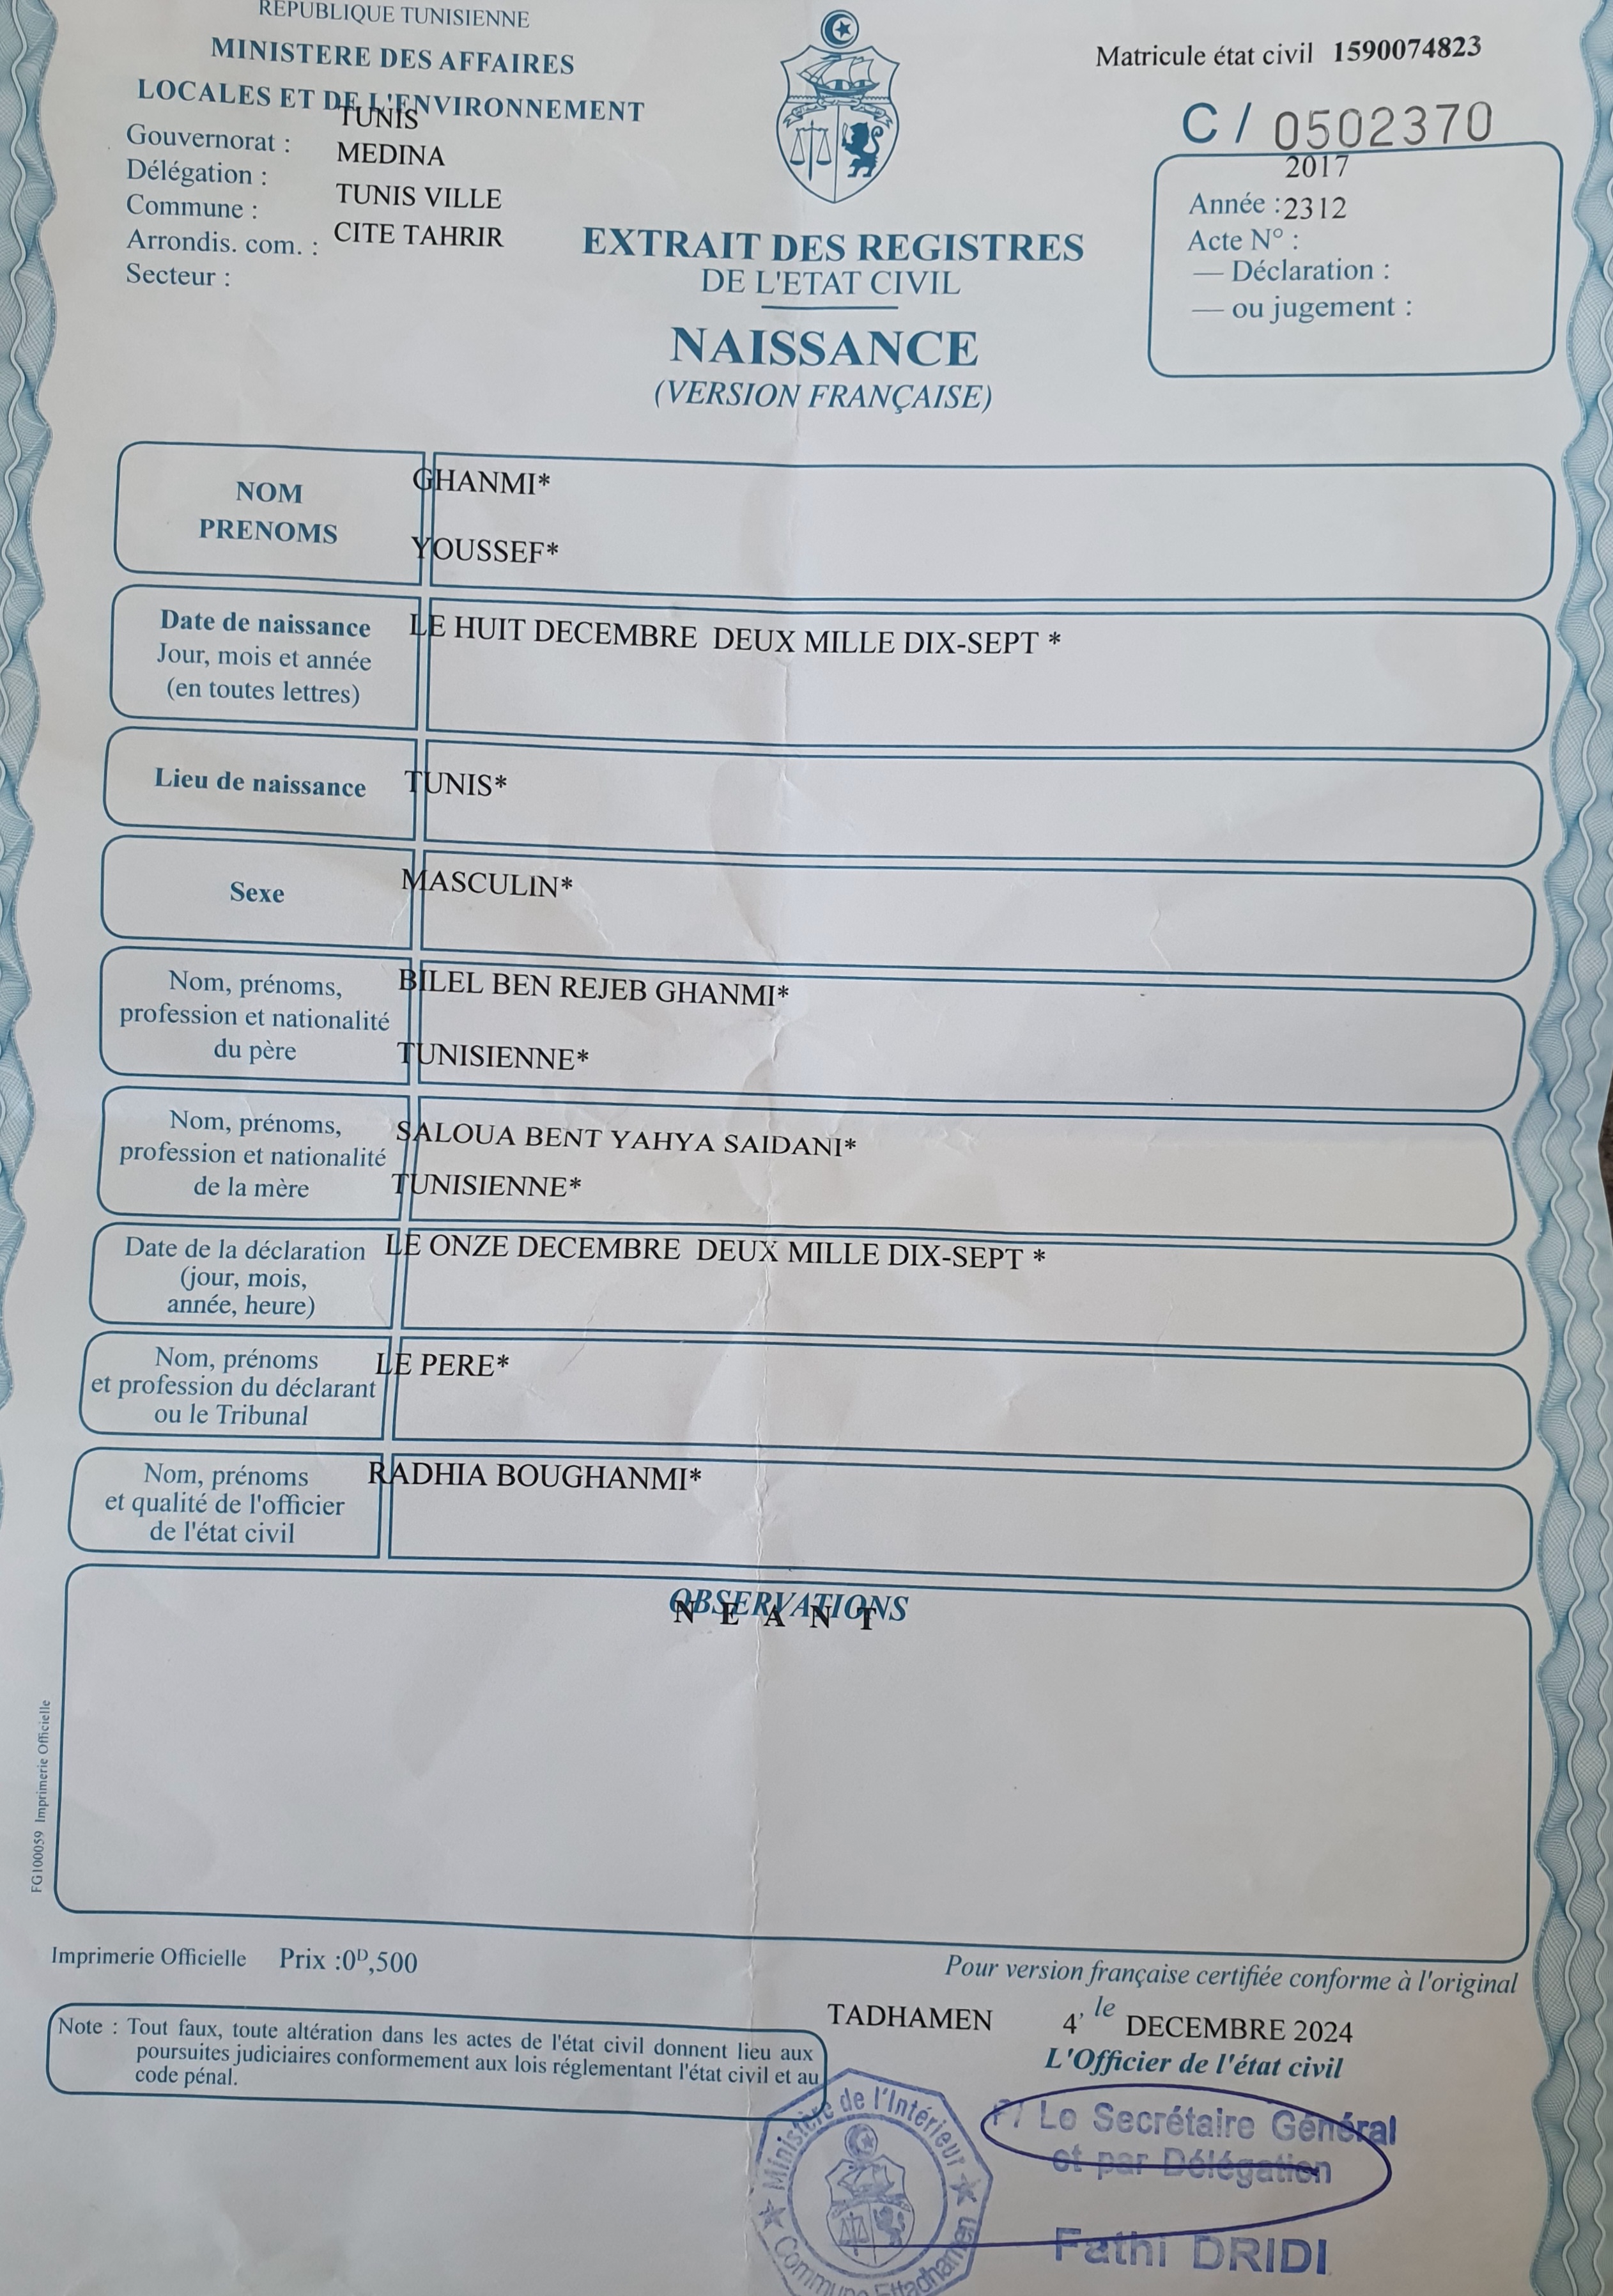 REPUBLIQUE TUNISIENNE
MINISTERE DES AFFAIRES
LOCALES ET DE L'ENVIRONNEMENT
Gouvernorat : TUNIS
Délégation : MEDINA
Commune : TUNIS VILLE
Arrondis. com. : CITE TAHRIR
Secteur :
Matricule état civil 1590074823
C / 0502370
2017
Année : 2312
Acte N° :
— Déclaration :
— ou jugement :
EXTRAIT DES REGISTRES
DE L'ETAT CIVIL
NAISSANCE
(VERSION FRANÇAISE)
NOM GHANMI*
PRENOMS YOUSSEF*
Date de naissance LE HUIT DECEMBRE DEUX MILLE DIX-SEPT *
Jour, mois et année
(en toutes lettres)
Lieu de naissance TUNIS*
Sexe MASCULIN*
Nom, prénoms, BILEL BEN REJEB GHANMI*
profession et nationalité
du père TUNISIENNE*
Nom, prénoms, SALOUA BENT YAHYA SAIDANI*
profession et nationalité
de la mère TUNISIENNE*
Date de la déclaration LE ONZE DECEMBRE DEUX MILLE DIX-SEPT *
(jour, mois,
année, heure)
Nom, prénoms LE PERE*
et profession du déclarant
ou le Tribunal
Nom, prénoms RADHIA BOUGHANMI*
et qualité de l'officier
de l'état civil
OBSERVATIONS
N E A N T
FG100059 Imprimerie Officielle
Imprimerie Officielle Prix :0D,500
Pour version française certifiée conforme à l'original
TADHAMEN 4, le DECEMBRE 2024
L'Officier de l'état civil
Note : Tout faux, toute altération dans les actes de l'état civil donnent lieu aux
poursuites judiciaires conformement aux lois réglementant l'état civil et au
code pénal.
P/ Le Secrétaire Général
et par Délégation
Fathi DRIDI
Ministère de l'Intérieur
Commune Ettadhamen